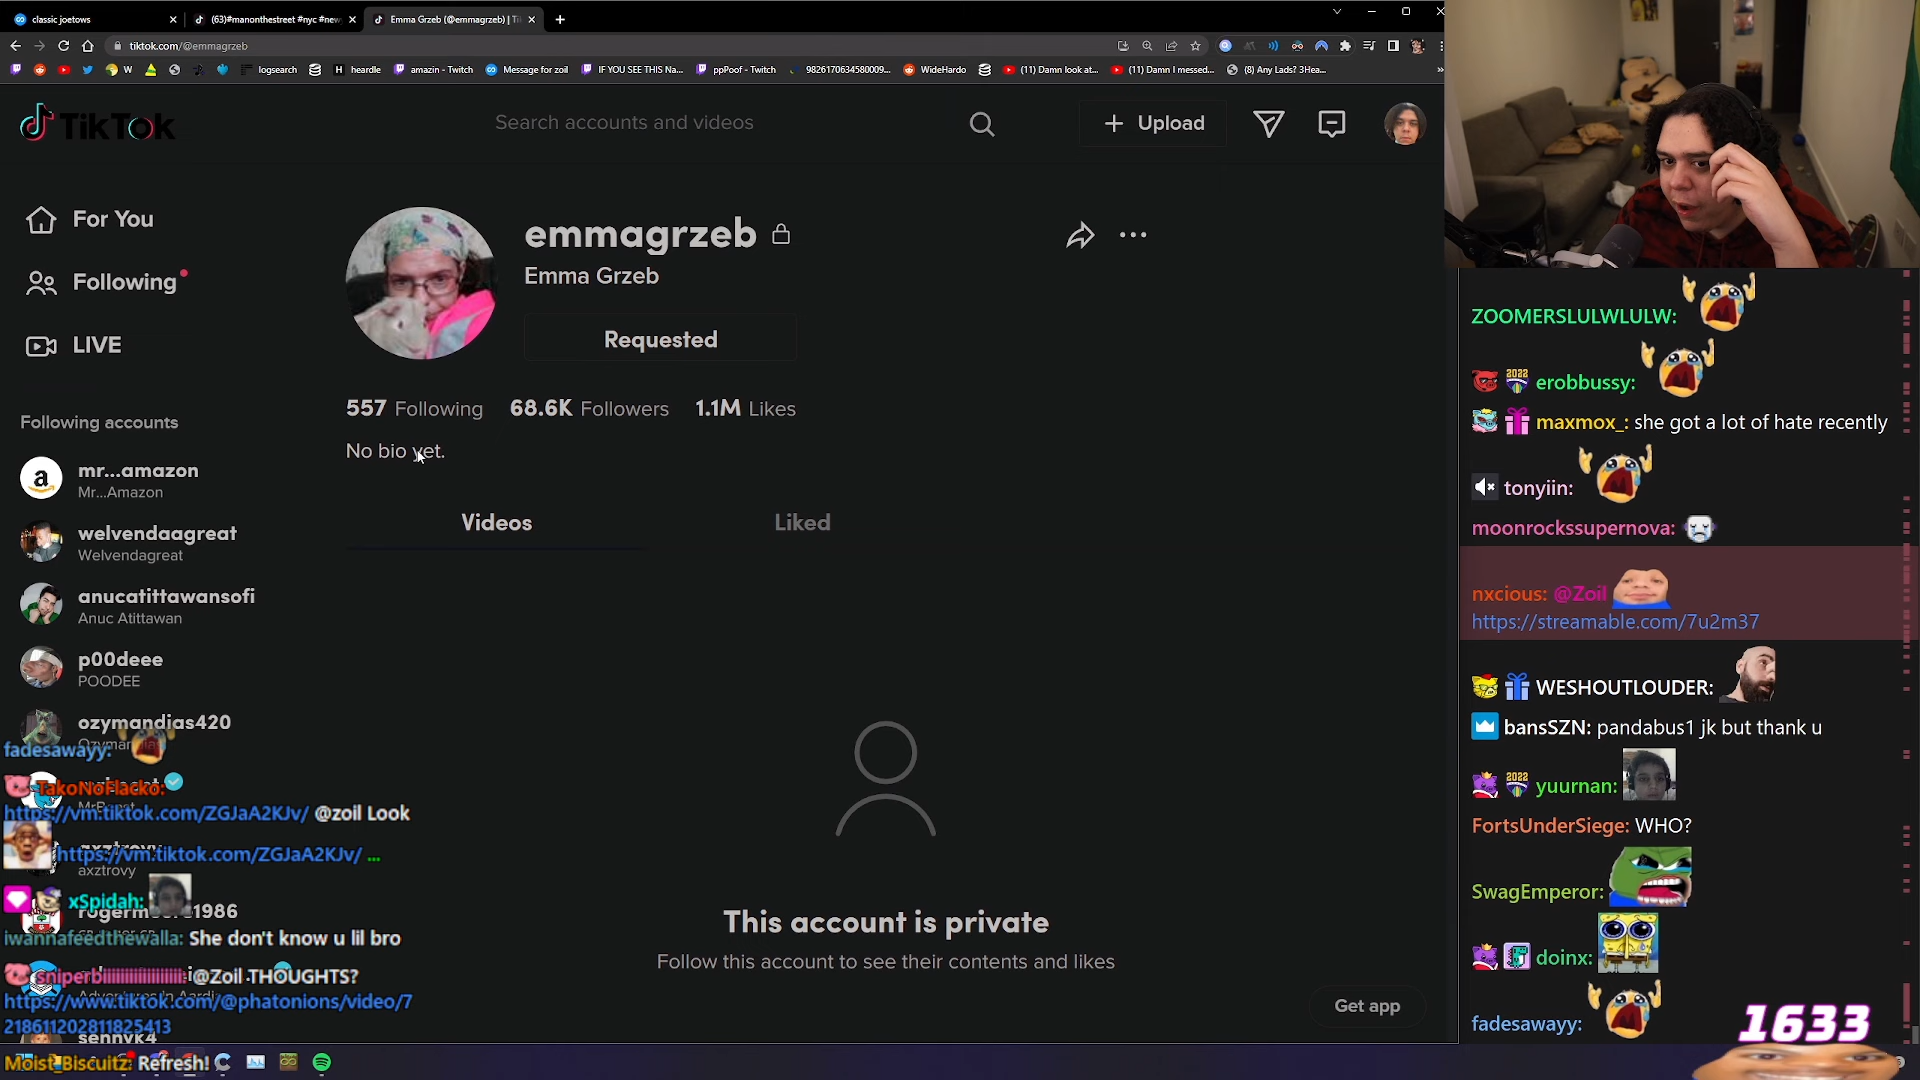 classic joetows
(63)#manonthestreet #nyc #new
Emma Grzeb (@emmagrzeb) | Ti
tiktok.com/@emmagrzeb
W
logsearch
heardle
amazin - Twitch
Message for zoil
IF YOU SEE THIS Na...
ppPoof - Twitch
9826170634580009...
WideHardo
(11) Damn look at...
(11) Damn I messed...
(8) Any Lads? 3Hea...
TikTok
Search accounts and videos
Upload
For You
Following
LIVE
emmagrzeb
Emma Grzeb
Requested
557 Following 68.6K Followers 1.1M Likes
No bio yet.
Videos
Liked
Following accounts
mr...amazon
Mr...Amazon
welvendaagreat
Welvendagreat
anucatittawansofi
Anuc Atittawan
p00deee
POODEE
ozymandias420
fadesawayy:
TakoNoFlacko:
https://vm.tiktok.com/ZGJaA2KJv/ @zoil Look
https://vm.tiktok.com/ZGJaA2KJv/ ...
axztrovy
xSpidah:
iwannafeedthewalla: She don't know u lil bro
@Zoil THOUGHTS?
https://www.tiktok.com/@phatonions/video/7
218611202811825413
sennyk4
Moist_Biscuitz: Refresh!
This account is private
Follow this account to see their contents and likes
Get app
ZOOMERSLULWLULW:
2022 erobbussy:
maxmox_: she got a lot of hate recently
tonyiin:
moonrockssupernova:
nxcious: @Zoil
https://streamable.com/7u2m37
WESHOUTLOUDER:
bansSZN: pandabus1 jk but thank u
2022 yuurnan:
FortsUnderSiege: WHO?
SwagEmperor:
doinx:
fadesawayy:
1633